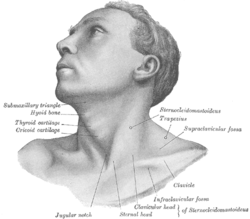 Submaxillary triangle
Hyoid bone
Thyroid cartilage
Cricoid cartilage
Sternocleidomastoideus
Trapezius
Supraclavicular fossa
Clavicle
Infraclavicular fossa
Clavicular head
Sternal head
of Sternocleidomastoideus
Jugular notch